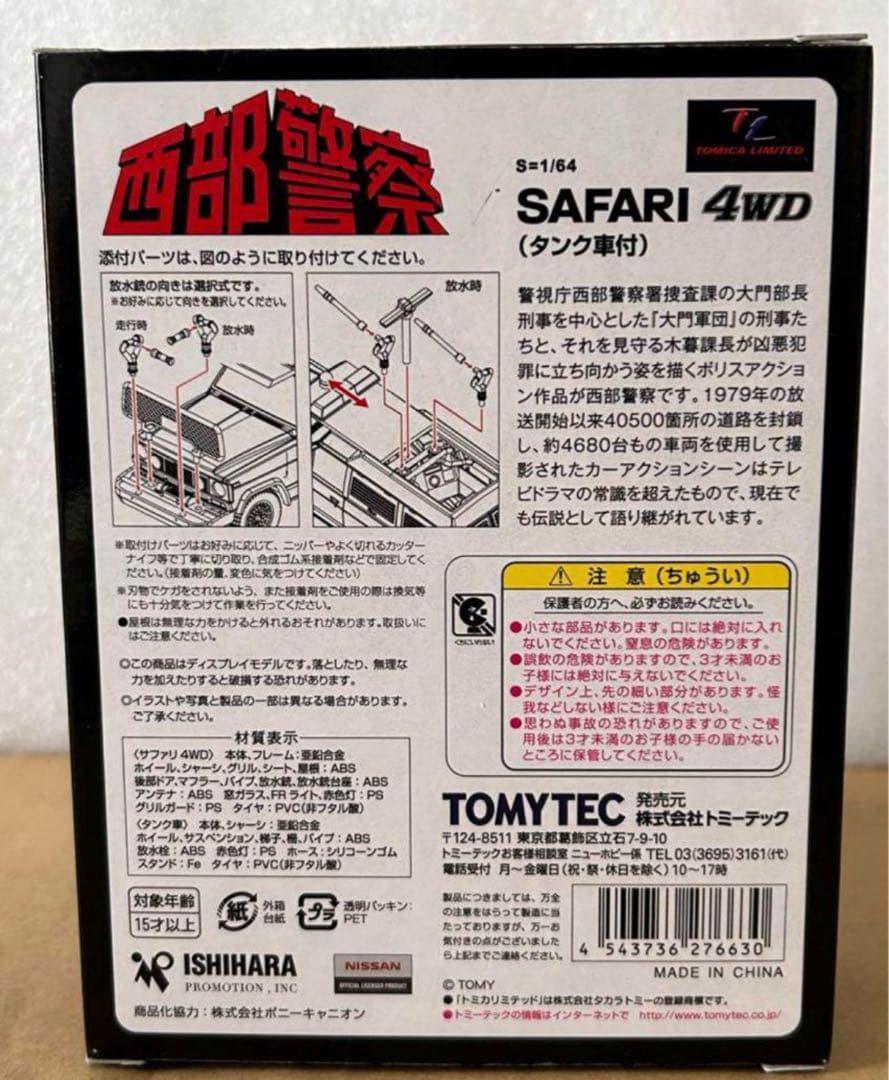 西部警察
TL
TOMICA LIMITED
S=1/64
SAFARI 4WD
(タンク車付)
添付パーツは、図のように取り付けてください。
放水銃の向きは選択式です。
※お好みに応じて向きを選択してください。
走行時
放水時
放水時
警視庁西部警察署捜査課の大門部長
刑事を中心とした『大門軍団』の刑事た
ちと、それを見守る木暮課長が凶悪犯
罪に立ち向かう姿を描くポリスアクショ
ン作品が西部警察です。1979年の放
送開始以来40500箇所の道路を封鎖
し、約4680台もの車両を使用して撮
影されたカーアクションシーンはテレ
ビドラマの常識を超えたもので、現在で
も伝説として語り継がれています。
※取付けパーツはお好みに応じて、ニッパーやよく切れるカッター
ナイフ等で丁寧に切り取り、合成ゴム系接着剤などで固定してく
ださい。(接着剤の量、変色に気をつけてください)
※刃物でケガをされないよう、また接着剤をご使用の際は換気等
にも十分気をつけて作業を行ってください。
●屋根は無理な力をかけると外れるおそれがあります。取扱いに
はご注意ください。
◎この商品はディスプレイモデルです。落としたり、無理な
力を加えたりすると破損する恐れがあります。
◎イラストや写真と製品の一部は異なる場合があります。
ご了承ください。
材質表示
〈サファリ4WD〉 本体、フレーム:亜鉛合金
ホイール、シャーシ、グリル、シート、屋根:ABS
後部ドア、マフラー、パイプ、放水銃、放水銃台座:ABS
アンテナ:ABS 窓ガラス、FRライト、赤色灯:PS
グリルガード:PS タイヤ:PVC(非フタル酸)
〈タンク車〉 本体、シャーシ:亜鉛合金
ホイール、サスペンション、梯子、柵、パイプ:ABS
放水栓:ABS 赤色灯:PS ホース:シリコーンゴム
スタンド:Fe タイヤ:PVC(非フタル酸)
対象年齢
15才以上
紙
外箱
台紙
プラ
透明パッキン:
PET
ISHIHARA
PROMOTION, INC
NISSAN
OFFICIAL LICENSED PRODUCT
商品化協力:株式会社ポニーキャニオン
くちにいれない
⚠ 注 意(ちゅうい)
保護者の方へ、必ずお読みください。
●小さな部品があります。口には絶対に入れ
ないでください。窒息の危険があります。
●誤飲の危険がありますので、3才未満のお
子様には絶対に与えないでください。
●デザイン上、先の細い部分があります。怪
我などしない様にご注意ください。
●思わぬ事故の恐れがありますので、ご使
用後は3才未満のお子様の手の届かない
ところに保管してください。
TOMYTEC 発売元
株式会社トミーテック
〒124-8511 東京都葛飾区立石7-9-10
トミーテックお客様相談室 ニューホビー係 TEL 03(3695)3161(代)
電話受付 月〜金曜日(祝・祭・休日を除く)10〜17時
製品につきましては、万全
の注意をはらって製造に当
たっておりますが、万一お
気付きの点がございました
ら上記までご連絡ください。
4 543736 276630
MADE IN CHINA
© TOMY
●「トミカリミテッド」は株式会社タカラトミーの登録商標です。
●トミーテックの情報はインターネットで http://www.tomytec.co.jp/